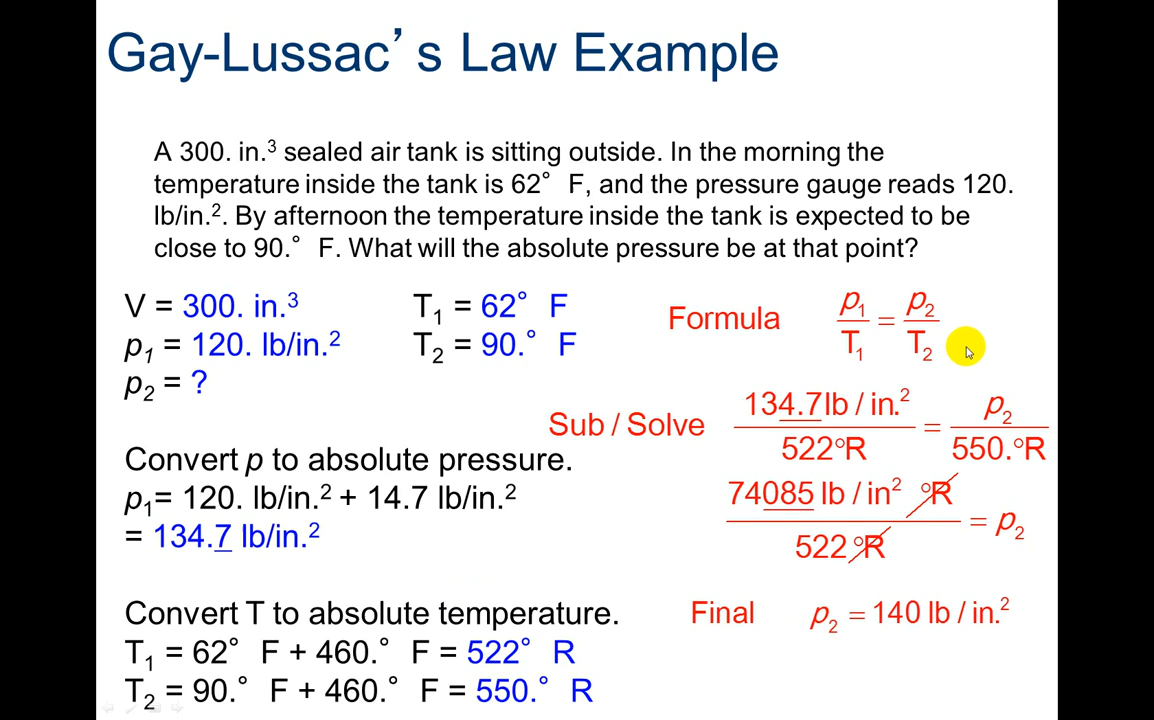 Gay-Lussac’s Law Example
A 300. in.³ sealed air tank is sitting outside. In the morning the
temperature inside the tank is 62° F, and the pressure gauge reads 120.
lb/in.². By afternoon the temperature inside the tank is expected to be
close to 90.° F. What will the absolute pressure be at that point?
V = 300. in.³
p₁ = 120. lb/in.²
p₂ = ?
T₁ = 62° F
T₂ = 90.° F
Convert p to absolute pressure.
p₁= 120. lb/in.² + 14.7 lb/in.²
= 134.7 lb/in.²
Convert T to absolute temperature.
T₁ = 62° F + 460.° F = 522° R
T₂ = 90.° F + 460.° F = 550.° R
Formula p₁/T₁ = p₂/T₂
Sub / Solve 134.7lb / in.²/522°R = p₂/550.°R
74085 lb / in² °R/522 °R = p₂
Final p₂ = 140 lb / in.²